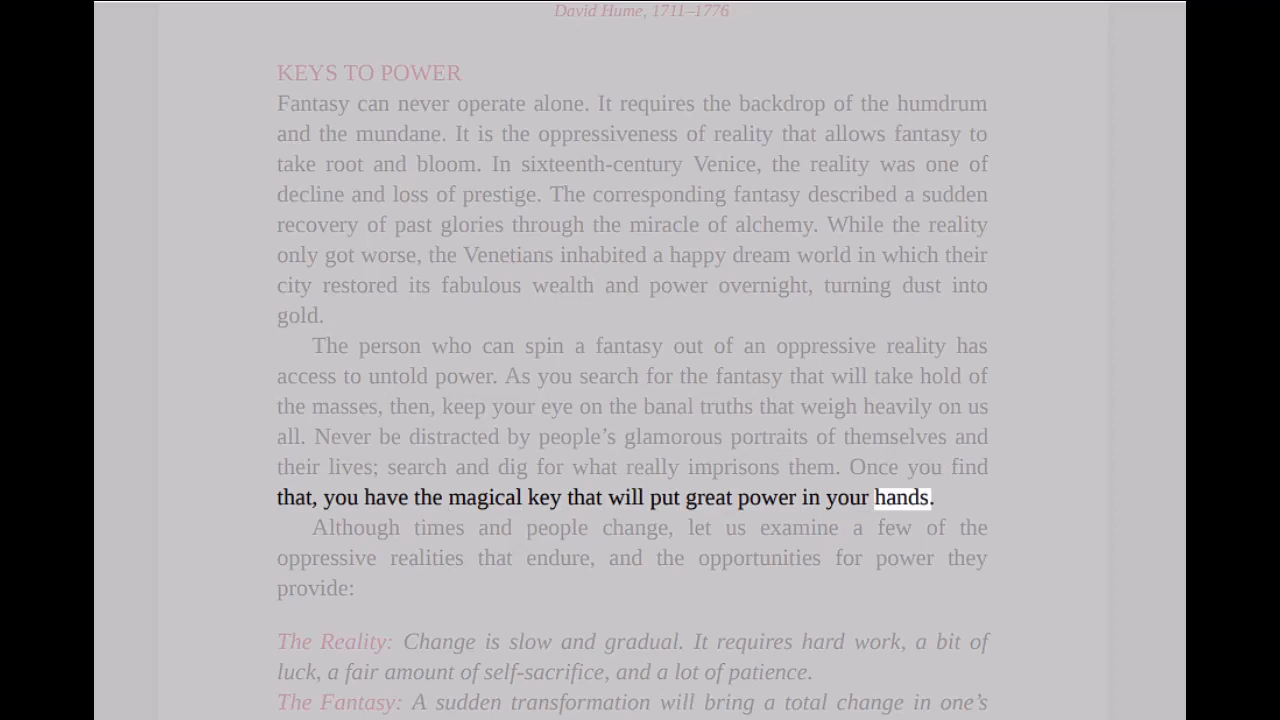 David Hume, 1711–1776
KEYS TO POWER
Fantasy can never operate alone. It requires the backdrop of the humdrum
and the mundane. It is the oppressiveness of reality that allows fantasy to
take root and bloom. In sixteenth-century Venice, the reality was one of
decline and loss of prestige. The corresponding fantasy described a sudden
recovery of past glories through the miracle of alchemy. While the reality
only got worse, the Venetians inhabited a happy dream world in which their
city restored its fabulous wealth and power overnight, turning dust into
gold.
The person who can spin a fantasy out of an oppressive reality has
access to untold power. As you search for the fantasy that will take hold of
the masses, then, keep your eye on the banal truths that weigh heavily on us
all. Never be distracted by people’s glamorous portraits of themselves and
their lives; search and dig for what really imprisons them. Once you find
that, you have the magical key that will put great power in your hands.
Although times and people change, let us examine a few of the
oppressive realities that endure, and the opportunities for power they
provide:
The Reality: Change is slow and gradual. It requires hard work, a bit of
luck, a fair amount of self-sacrifice, and a lot of patience.
The Fantasy: A sudden transformation will bring a total change in one’s